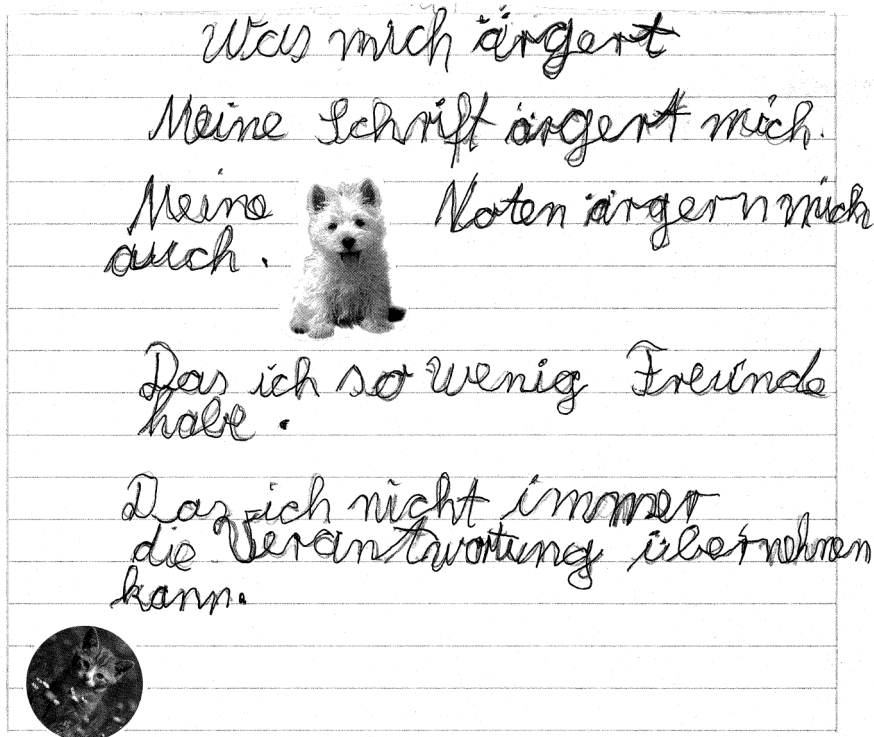 Was mich ärgert
Meine Schrift ärgert mich.
Meine Noten ärgern mich
auch.
Das ich so wenig Freunde
habe.
Das ich nicht immer
die Verantwortung übernehmen
kann.